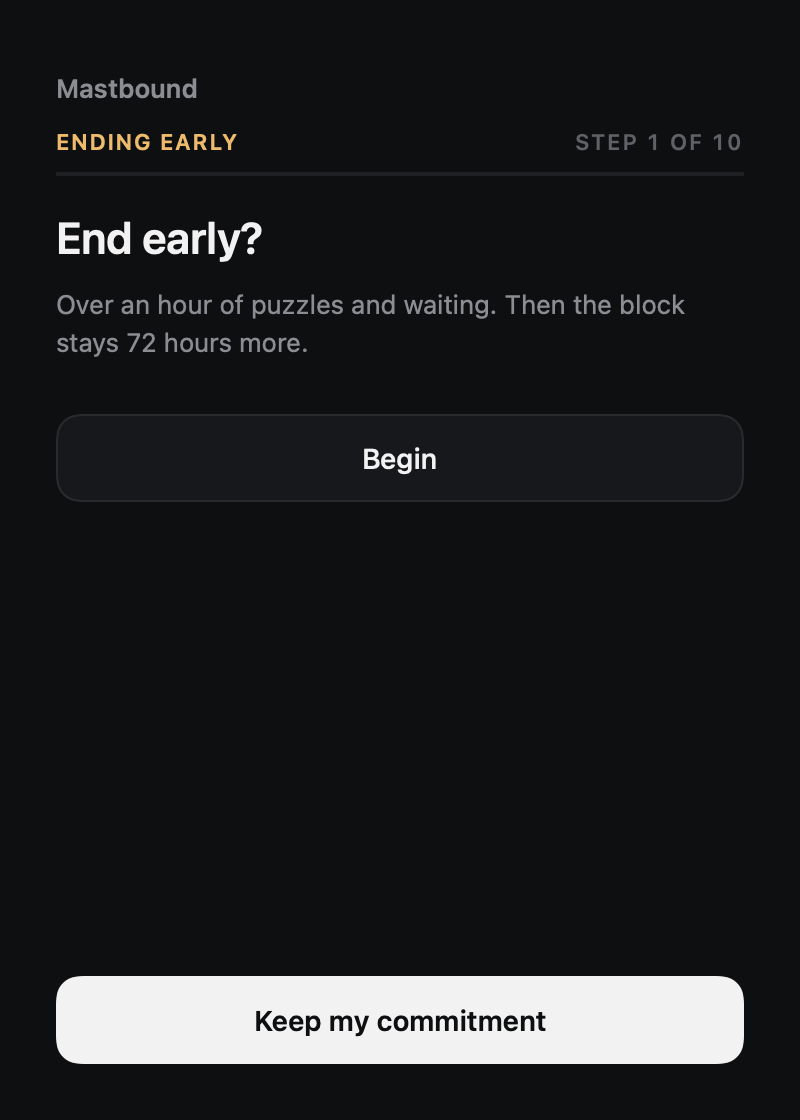 Mastbound
ENDING EARLY
STEP 1 OF 10
End early?
Over an hour of puzzles and waiting. Then the block
stays 72 hours more.
Begin
Keep my commitment